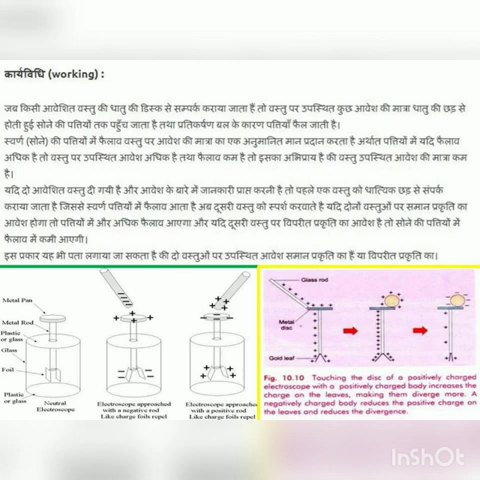 कार्यविधि (working) :
जब किसी आवेशित वस्तु की धातु की डिस्क से सम्पर्क कराया जाता हैं तो वस्तु पर उपस्थित कुछ आवेश की मात्रा धातु की छड़ से
होती हुई सोने की पत्तियों तक पहुँच जाता है तथा प्रतिकर्षण बल के कारण पत्तियाँ फैल जाती है।
स्वर्ण (सोने) की पत्तियों में फैलाव वस्तु पर आवेश की मात्रा का एक अनुमानित मान प्रदान करता है अर्थात पत्तियों में यदि फैलाव
अधिक है तो वस्तु पर उपस्थित आवेश अधिक है तथा फैलाव कम है तो इसका अभिप्राय है की वस्तु उपस्थित आवेश की मात्रा कम
है।
यदि दो आवेशित वस्तु दी गयी है और आवेश के बारे में जानकारी प्राप्त करनी है तो पहले एक वस्तु को धात्विक छड़ से संपर्क
कराया जाता है जिससे स्वर्ण पत्तियों में फैलाव आता है अब दूसरी वस्तु को स्पर्श करवाते है यदि दोनों वस्तुओं पर समान प्रकृति का
आवेश होगा तो पत्तियों में और अधिक फैलाव आएगा और यदि दूसरी वस्तु पर विपरीत प्रकृति का आवेश है तो सोने की पत्तियों में
फैलाव में कमी आएगी।
इस प्रकार यह भी पता लगाया जा सकता है की दो वस्तुओं पर उपस्थित आवेश समान प्रकृति का हैं या विपरीत प्रकृति का।
Metal Pan
Metal Rod
Plastic
or glass
Glass
Foil
Plastic
or glass
Neutral
Electroscope
Electroscope approached
with a negative rod
Like charge foils repel
Electroscope approached
with a positive rod
Like charge foils repel
Glass rod
Metal
disc
Gold leaf
Fig. 10.10 Touching the disc of a positively charged
electroscope with a positively charged body increases the
charge on the leaves, making them diverge more. A
negatively charged body reduces the positive charge on
the leaves and reduces the divergence.
InShOt